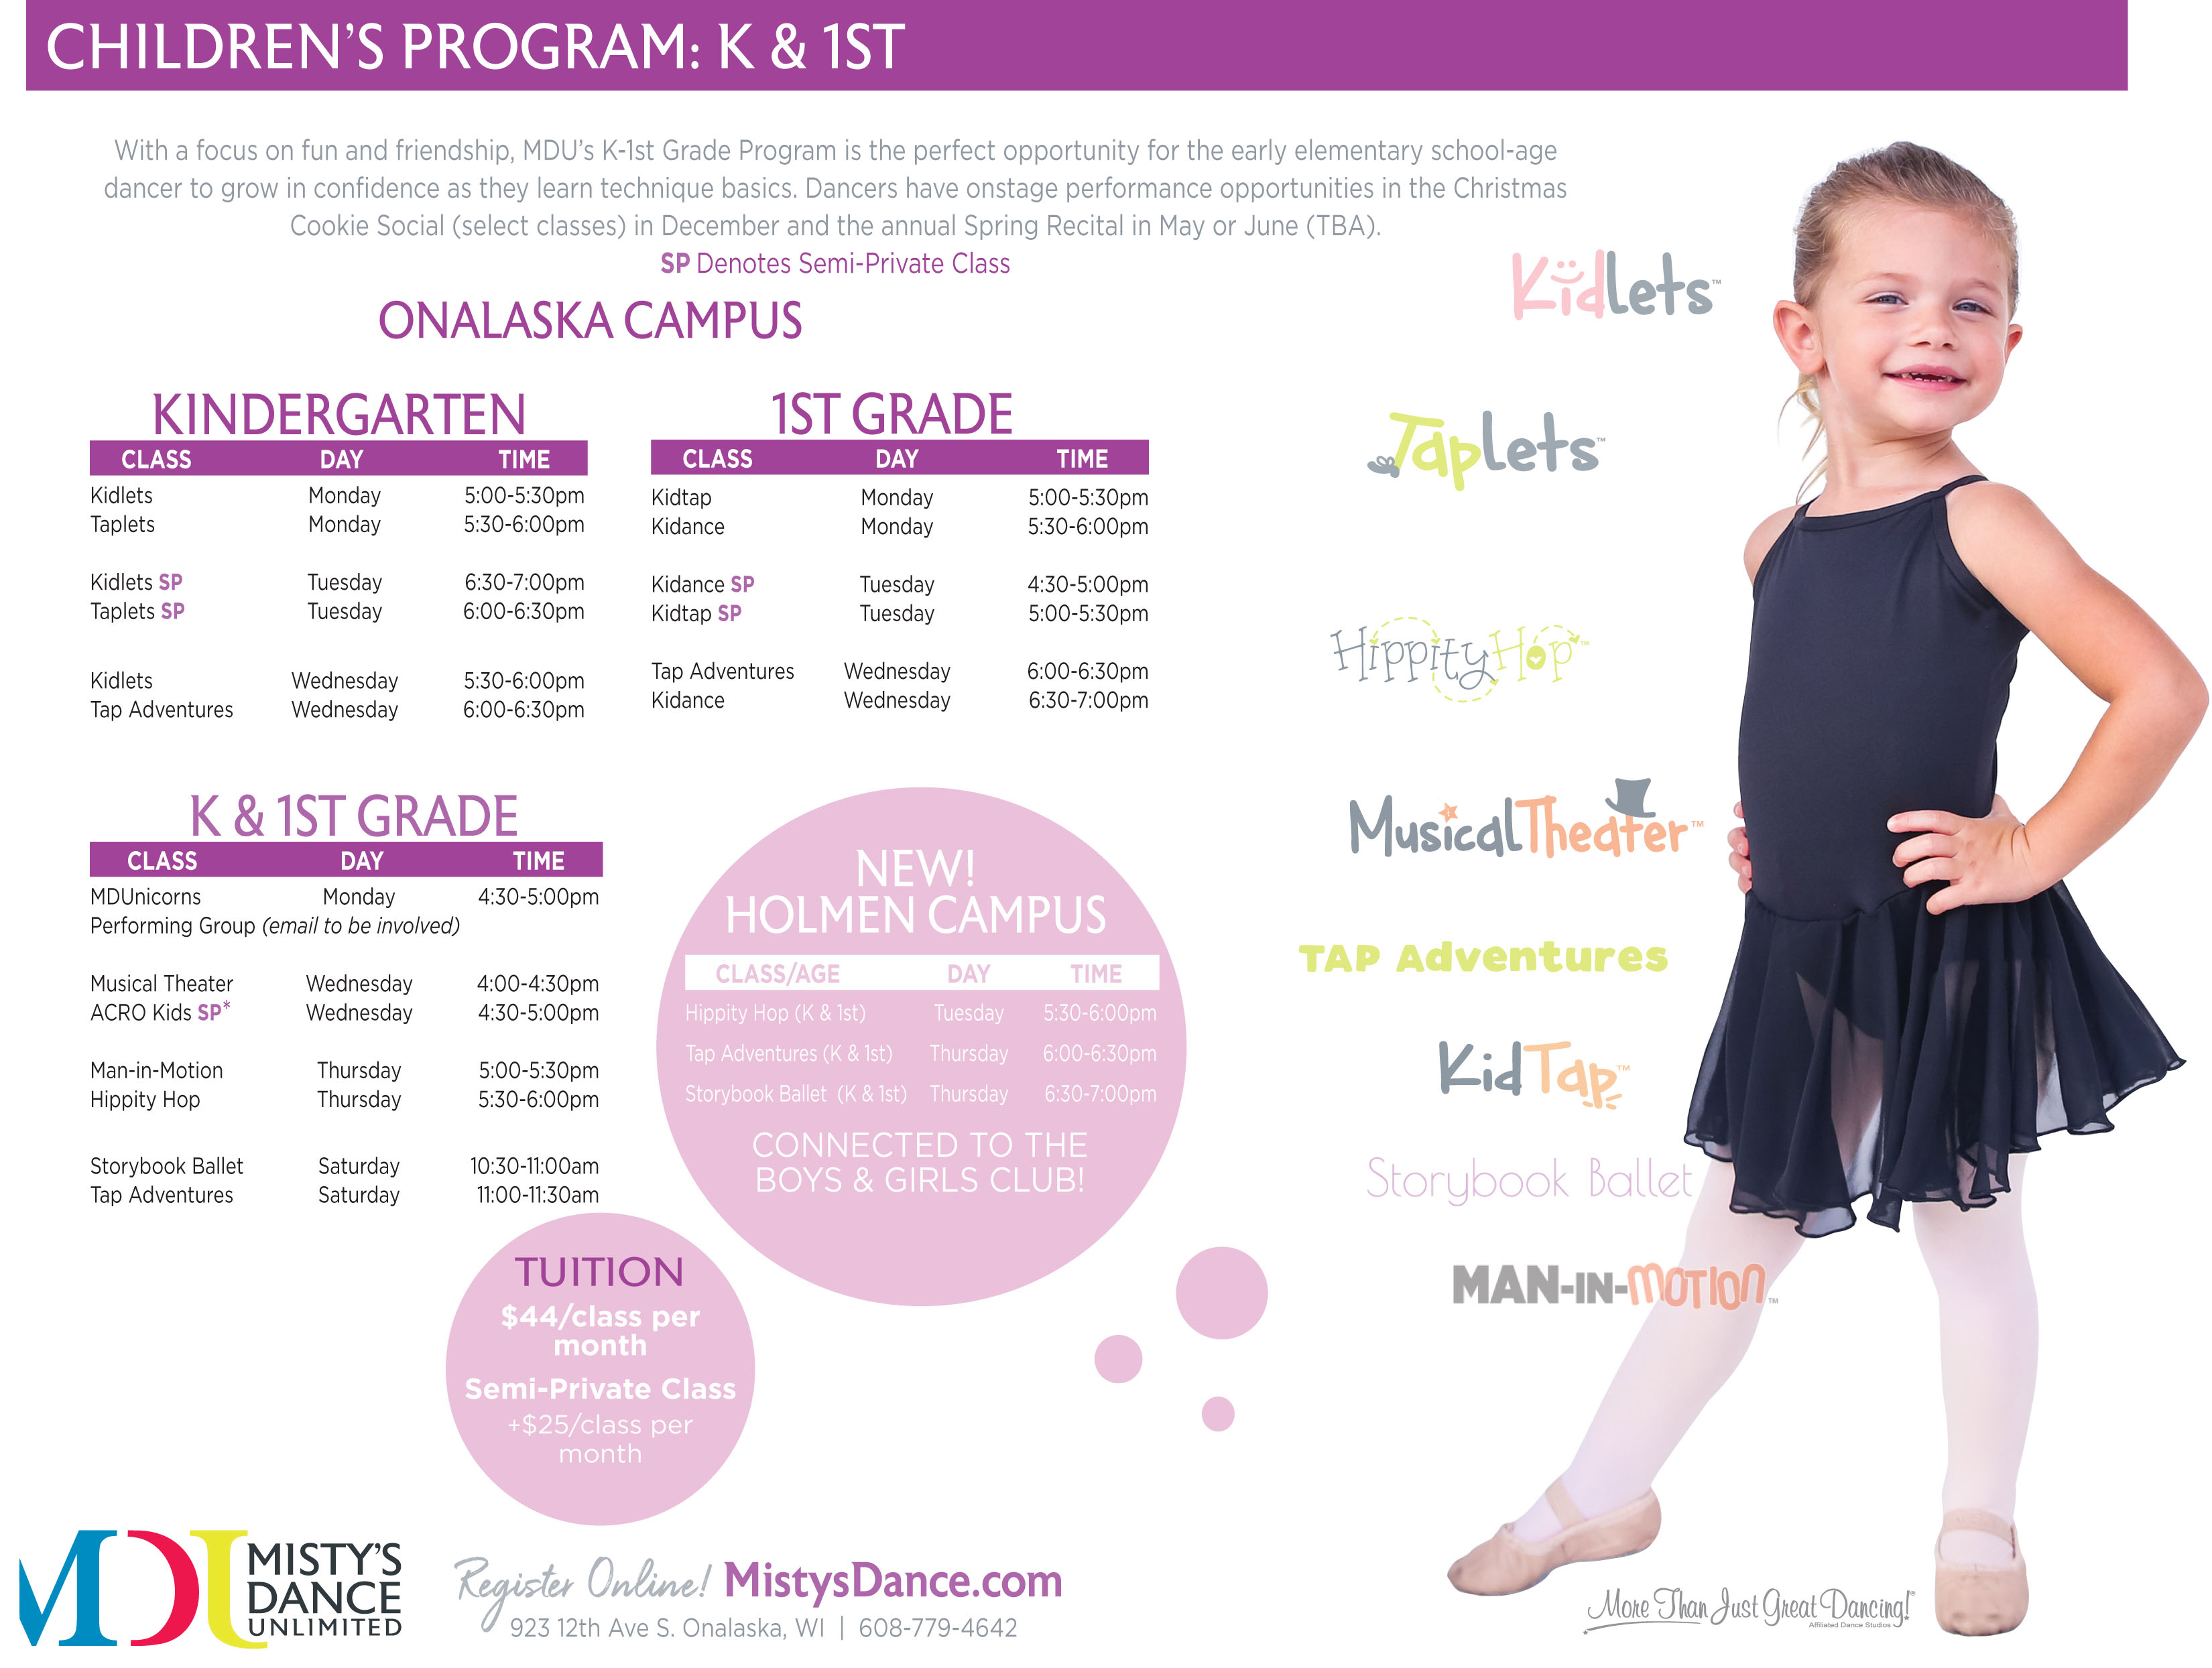 CHILDREN'S PROGRAM: K & 1ST
With a focus on fun and friendship, MDU's K-1st Grade Program is the perfect opportunity for the early elementary school-age
dancer to grow in confidence as they learn technique basics. Dancers have onstage performance opportunities in the Christmas
Cookie Social (select classes) in December and the annual Spring Recital in May or June (TBA).
SP Denotes Semi-Private Class
ONALASKA CAMPUS
KINDERGARTEN
CLASS DAY TIME
Kidlets Monday 5:00-5:30pm
Taplets Monday 5:30-6:00pm
Kidlets SP Tuesday 6:30-7:00pm
Taplets SP Tuesday 6:00-6:30pm
Kidlets Wednesday 5:30-6:00pm
Tap Adventures Wednesday 6:00-6:30pm
1ST GRADE
CLASS DAY TIME
Kidtap Monday 5:00-5:30pm
Kidance Monday 5:30-6:00pm
Kidance SP Tuesday 4:30-5:00pm
Kidtap SP Tuesday 5:00-5:30pm
Tap Adventures Wednesday 6:00-6:30pm
Kidance Wednesday 6:30-7:00pm
K & 1ST GRADE
CLASS DAY TIME
MDUnicorns Monday 4:30-5:00pm
Performing Group (email to be involved)
Musical Theater Wednesday 4:00-4:30pm
ACRO Kids SP* Wednesday 4:30-5:00pm
Man-in-Motion Thursday 5:00-5:30pm
Hippity Hop Thursday 5:30-6:00pm
Storybook Ballet Saturday 10:30-11:00am
Tap Adventures Saturday 11:00-11:30am
NEW!
HOLMEN CAMPUS
CLASS/AGE DAY TIME
Hippity Hop (K & 1st) Tuesday 5:30-6:00pm
Tap Adventures (K & 1st) Thursday 6:00-6:30pm
Storybook Ballet (K & 1st) Thursday 6:30-7:00pm
CONNECTED TO THE
BOYS & GIRLS CLUB!
TUITION
$44/class per
month
Semi-Private Class
+$25/class per
month
Kidlets™
Taplets™
HippityHop™
MusicalTheater™
TAP Adventures
KidTap™
Storybook Ballet
MAN-IN-MOTION™
MDU
MISTY'S
DANCE
UNLIMITED
Register Online! MistysDance.com
923 12th Ave S. Onalaska, WI | 608-779-4642
More Than Just Great Dancing!®
Affiliated Dance Studios